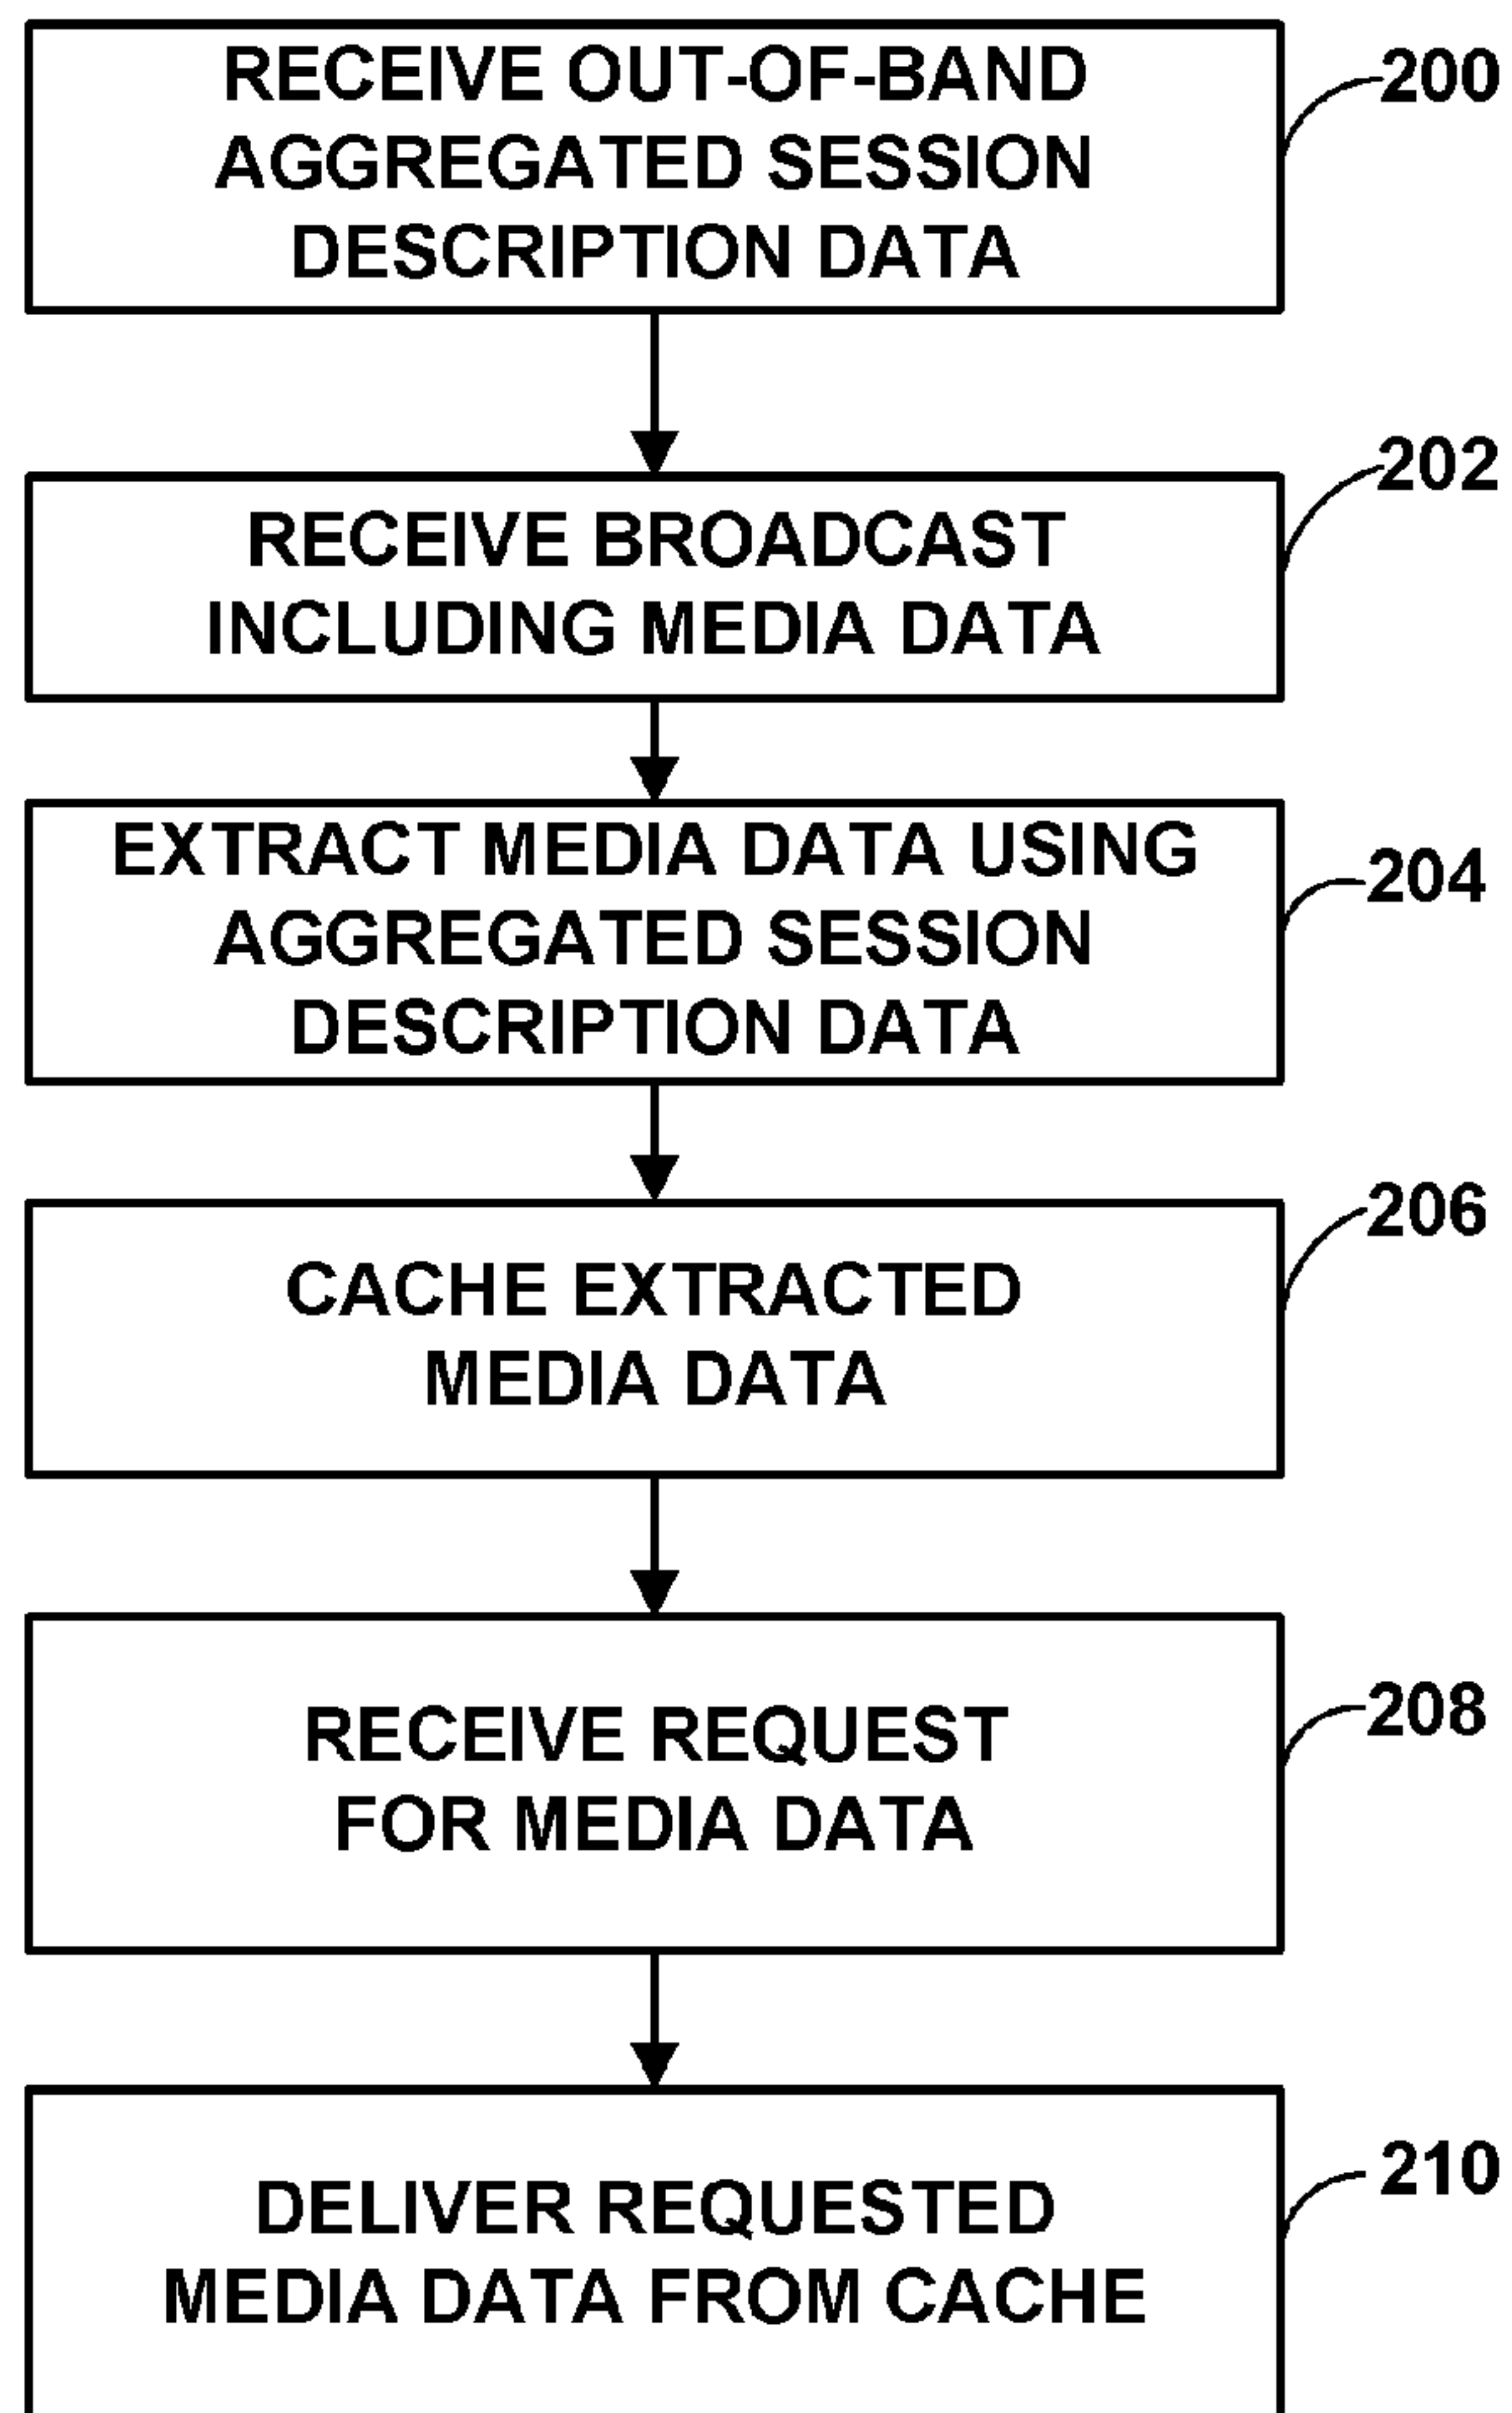 RECEIVE OUT-OF-BAND
AGGREGATED SESSION
DESCRIPTION DATA
200
RECEIVE BROADCAST
INCLUDING MEDIA DATA
202
EXTRACT MEDIA DATA USING
AGGREGATED SESSION
DESCRIPTION DATA
204
CACHE EXTRACTED
MEDIA DATA
206
RECEIVE REQUEST
FOR MEDIA DATA
208
DELIVER REQUESTED
MEDIA DATA FROM CACHE
210